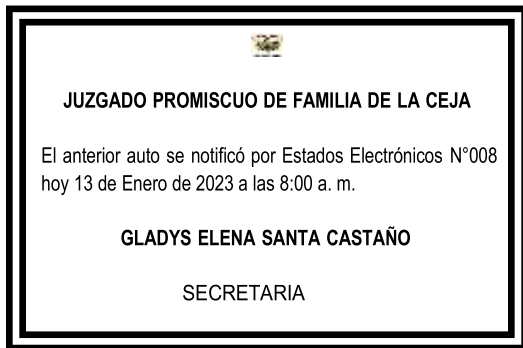 JUZGADO PROMISCUO DE FAMILIA DE LA CEJA
El anterior auto se notificó por Estados Electrónicos N°008
hoy 13 de Enero de 2023 a las 8:00 a. m.
GLADYS ELENA SANTA CASTAÑO
SECRETARIA